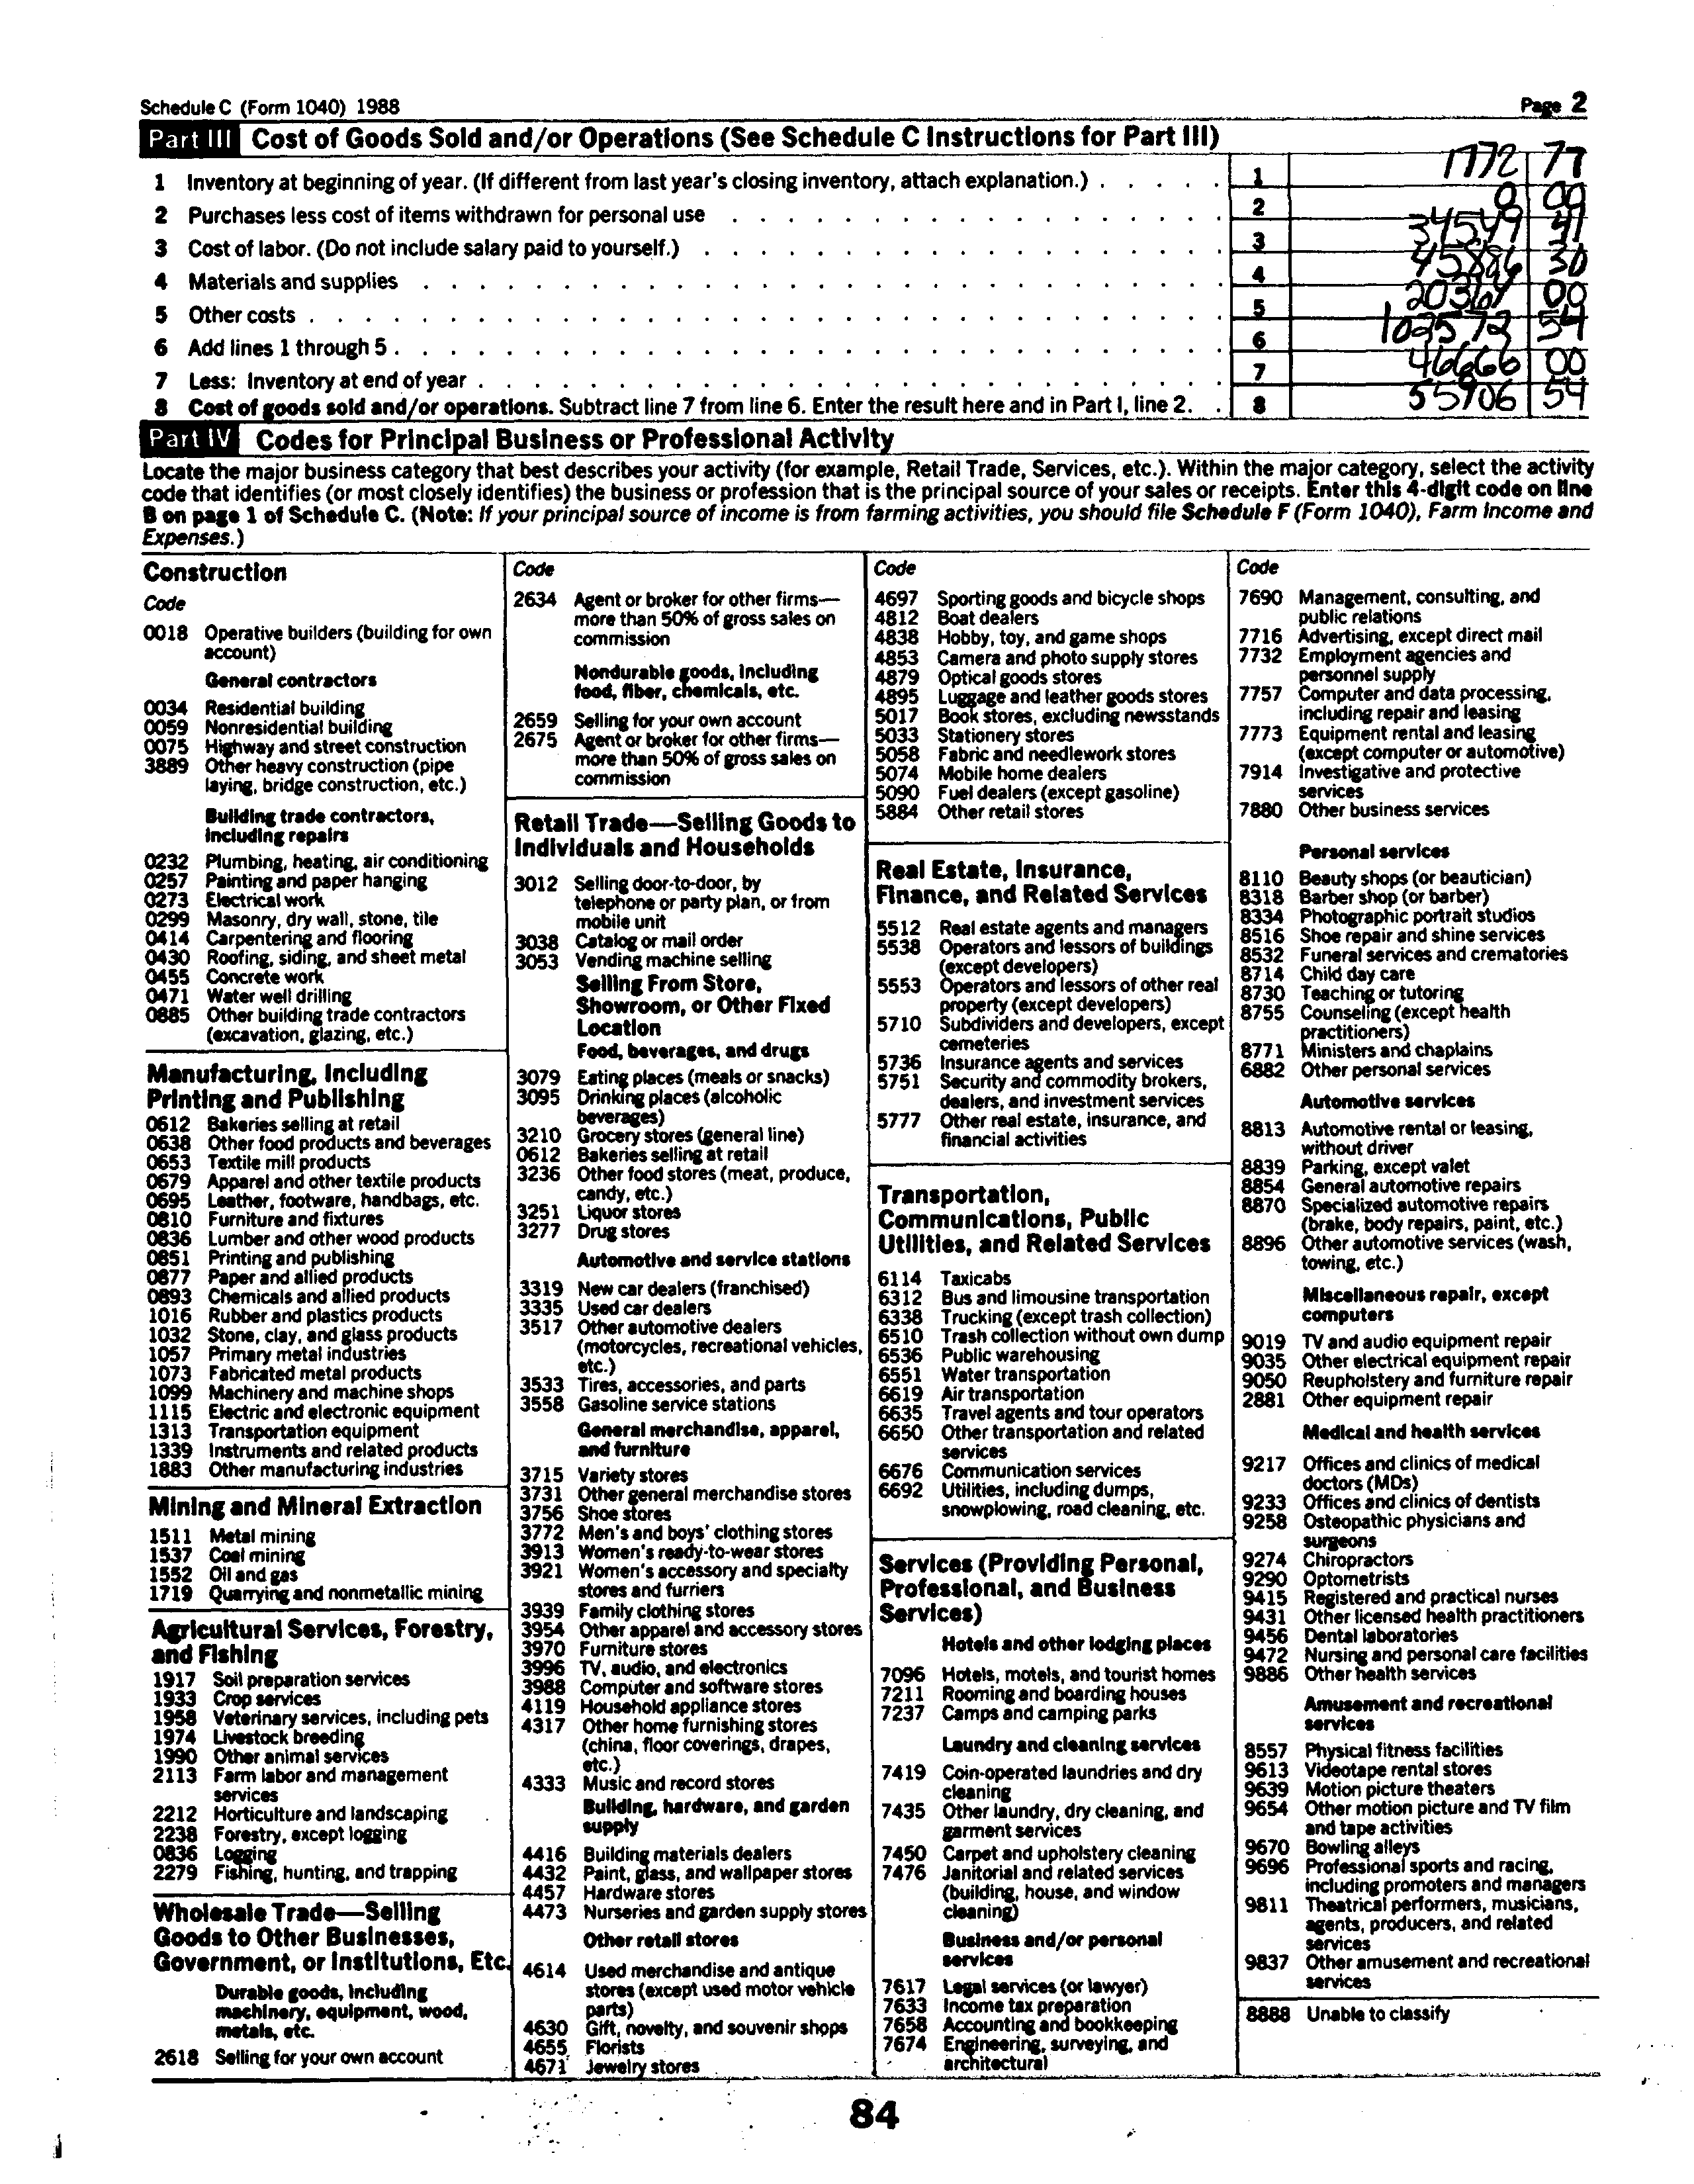 Schedule C (Form 1040) 1988 Page 2
Part III Cost of Goods Sold and/or Operations (See Schedule C Instructions for Part III)
1 Inventory at beginning of year. (If different from last year's closing inventory, attach explanation.) . . . . . 1 1772 77
2 Purchases less cost of items withdrawn for personal use 2 0 00
3 Cost of labor. (Do not include salary paid to yourself.) 3 34549 47
4 Materials and supplies 4 45886 30
5 Other costs 5 20364 00
6 Add lines 1 through 5 6 102572 54
7 Less: Inventory at end of year 7 46666 00
8 Cost of goods sold and/or operations. Subtract line 7 from line 6. Enter the result here and in Part I, line 2. . 8 55906 54
Part IV Codes for Principal Business or Professional Activity
Locate the major business category that best describes your activity (for example, Retail Trade, Services, etc.). Within the major category, select the activity
code that identifies (or most closely identifies) the business or profession that is the principal source of your sales or receipts. Enter this 4-digit code on line
B on page 1 of Schedule C. (Note: If your principal source of income is from farming activities, you should file Schedule F (Form 1040), Farm Income and
Expenses.)
Construction
Code
0018 Operative builders (building for own
account)
General contractors
0034 Residential building
0059 Nonresidential building
0075 Highway and street construction
3889 Other heavy construction (pipe
laying, bridge construction, etc.)
Building trade contractors,
including repairs
0232 Plumbing, heating, air conditioning
0257 Painting and paper hanging
0273 Electrical work
0299 Masonry, dry wall, stone, tile
0414 Carpentering and flooring
0430 Roofing, siding, and sheet metal
0455 Concrete work
0471 Water well drilling
0885 Other building trade contractors
(excavation, glazing, etc.)
Manufacturing, Including
Printing and Publishing
0612 Bakeries selling at retail
0638 Other food products and beverages
0653 Textile mill products
0679 Apparel and other textile products
0695 Leather, footware, handbags, etc.
0810 Furniture and fixtures
0836 Lumber and other wood products
0851 Printing and publishing
0877 Paper and allied products
0893 Chemicals and allied products
1016 Rubber and plastics products
1032 Stone, clay, and glass products
1057 Primary metal industries
1073 Fabricated metal products
1099 Machinery and machine shops
1115 Electric and electronic equipment
1313 Transportation equipment
1339 Instruments and related products
1883 Other manufacturing industries
Mining and Mineral Extraction
1511 Metal mining
1537 Coal mining
1552 Oil and gas
1719 Quarrying and nonmetallic mining
Agricultural Services, Forestry,
and Fishing
1917 Soil preparation services
1933 Crop services
1958 Veterinary services, including pets
1974 Livestock breeding
1990 Other animal services
2113 Farm labor and management
services
2212 Horticulture and landscaping
2238 Forestry, except logging
0836 Logging
2279 Fishing, hunting, and trapping
Wholesale Trade—Selling
Goods to Other Businesses,
Government, or Institutions, Etc.
Durable goods, including
machinery, equipment, wood,
metals, etc.
2618 Selling for your own account
Code
2634 Agent or broker for other firms—
more than 50% of gross sales on
commission
Nondurable goods, including
food, fiber, chemicals, etc.
2659 Selling for your own account
2675 Agent or broker for other firms—
more than 50% of gross sales on
commission
Retail Trade—Selling Goods to
Individuals and Households
3012 Selling door-to-door, by
telephone or party plan, or from
mobile unit
3038 Catalog or mail order
3053 Vending machine selling
Selling From Store,
Showroom, or Other Fixed
Location
Food, beverages, and drugs
3079 Eating places (meals or snacks)
3095 Drinking places (alcoholic
beverages)
3210 Grocery stores (general line)
0612 Bakeries selling at retail
3236 Other food stores (meat, produce,
candy, etc.)
3251 Liquor stores
3277 Drug stores
Automotive and service stations
3319 New car dealers (franchised)
3335 Used car dealers
3517 Other automotive dealers
(motorcycles, recreational vehicles,
etc.)
3533 Tires, accessories, and parts
3558 Gasoline service stations
General merchandise, apparel,
and furniture
3715 Variety stores
3731 Other general merchandise stores
3756 Shoe stores
3772 Men's and boys' clothing stores
3913 Women's ready-to-wear stores
3921 Women's accessory and specialty
stores and furriers
3939 Family clothing stores
3954 Other apparel and accessory stores
3970 Furniture stores
3996 TV, audio, and electronics
3988 Computer and software stores
4119 Household appliance stores
4317 Other home furnishing stores
(china, floor coverings, drapes,
etc.)
4333 Music and record stores
Building, hardware, and garden
supply
4416 Building materials dealers
4432 Paint, glass, and wallpaper stores
4457 Hardware stores
4473 Nurseries and garden supply stores
Other retail stores
4614 Used merchandise and antique
stores (except used motor vehicle
parts)
4630 Gift, novelty, and souvenir shops
4655 Florists
4671 Jewelry stores
Code
4697 Sporting goods and bicycle shops
4812 Boat dealers
4838 Hobby, toy, and game shops
4853 Camera and photo supply stores
4879 Optical goods stores
4895 Luggage and leather goods stores
5017 Book stores, excluding newsstands
5033 Stationery stores
5058 Fabric and needlework stores
5074 Mobile home dealers
5090 Fuel dealers (except gasoline)
5884 Other retail stores
Real Estate, Insurance,
Finance, and Related Services
5512 Real estate agents and managers
5538 Operators and lessors of buildings
(except developers)
5553 Operators and lessors of other real
property (except developers)
5710 Subdividers and developers, except
cemeteries
5736 Insurance agents and services
5751 Security and commodity brokers,
dealers, and investment services
5777 Other real estate, insurance, and
financial activities
Transportation,
Communications, Public
Utilities, and Related Services
6114 Taxicabs
6312 Bus and limousine transportation
6338 Trucking (except trash collection)
6510 Trash collection without own dump
6536 Public warehousing
6551 Water transportation
6619 Air transportation
6635 Travel agents and tour operators
6650 Other transportation and related
services
6676 Communication services
6692 Utilities, including dumps,
snowplowing, road cleaning, etc.
Services (Providing Personal,
Professional, and Business
Services)
Hotels and other lodging places
7096 Hotels, motels, and tourist homes
7211 Rooming and boarding houses
7237 Camps and camping parks
Laundry and cleaning services
7419 Coin-operated laundries and dry
cleaning
7435 Other laundry, dry cleaning, and
garment services
7450 Carpet and upholstery cleaning
7476 Janitorial and related services
(building, house, and window
cleaning)
Business and/or personal
services
7617 Legal services (or lawyer)
7633 Income tax preparation
7658 Accounting and bookkeeping
7674 Engineering, surveying, and
architectural
Code
7690 Management, consulting, and
public relations
7716 Advertising, except direct mail
7732 Employment agencies and
personnel supply
7757 Computer and data processing,
including repair and leasing
7773 Equipment rental and leasing
(except computer or automotive)
7914 Investigative and protective
services
7880 Other business services
Personal services
8110 Beauty shops (or beautician)
8318 Barber shop (or barber)
8334 Photographic portrait studios
8516 Shoe repair and shine services
8532 Funeral services and crematories
8714 Child day care
8730 Teaching or tutoring
8755 Counseling (except health
practitioners)
8771 Ministers and chaplains
6882 Other personal services
Automotive services
8813 Automotive rental or leasing,
without driver
8839 Parking, except valet
8854 General automotive repairs
8870 Specialized automotive repairs
(brake, body repairs, paint, etc.)
8896 Other automotive services (wash,
towing, etc.)
Miscellaneous repair, except
computers
9019 TV and audio equipment repair
9035 Other electrical equipment repair
9050 Reupholstery and furniture repair
2881 Other equipment repair
Medical and health services
9217 Offices and clinics of medical
doctors (MDs)
9233 Offices and clinics of dentists
9258 Osteopathic physicians and
surgeons
9274 Chiropractors
9290 Optometrists
9415 Registered and practical nurses
9431 Other licensed health practitioners
9456 Dental laboratories
9472 Nursing and personal care facilities
9886 Other health services
Amusement and recreational
services
8557 Physical fitness facilities
9613 Videotape rental stores
9639 Motion picture theaters
9654 Other motion picture and TV film
and tape activities
9670 Bowling alleys
9696 Professional sports and racing,
including promoters and managers
9811 Theatrical performers, musicians,
agents, producers, and related
services
9837 Other amusement and recreational
services
8888 Unable to classify
84